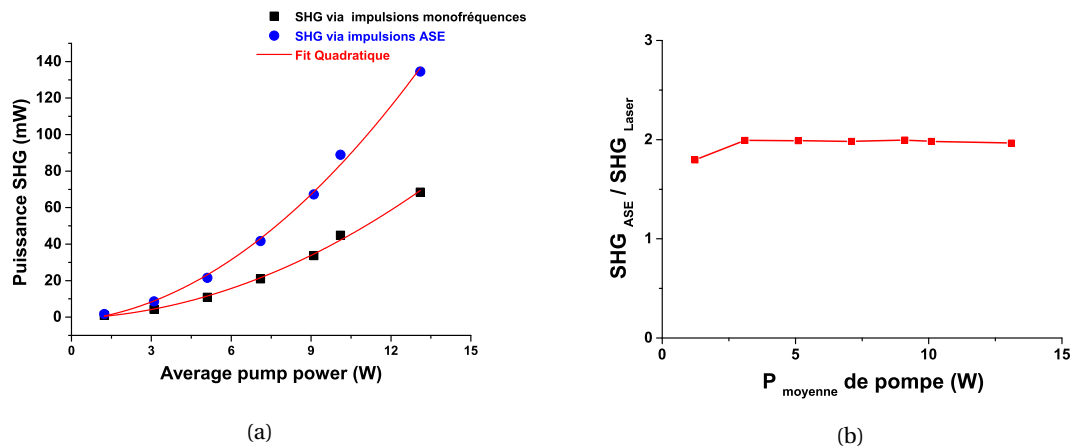 SHG via impulsions monofréquences
SHG via impulsions ASE
Fit Quadratique
Puissance SHG (mW)
140
120
100
80
60
40
20
0
0 3 6 9 12 15
Average pump power (W)
(a)
SHG ASE / SHG Laser
3
2
1
0
0 5 10 15
P moyenne de pompe (W)
(b)